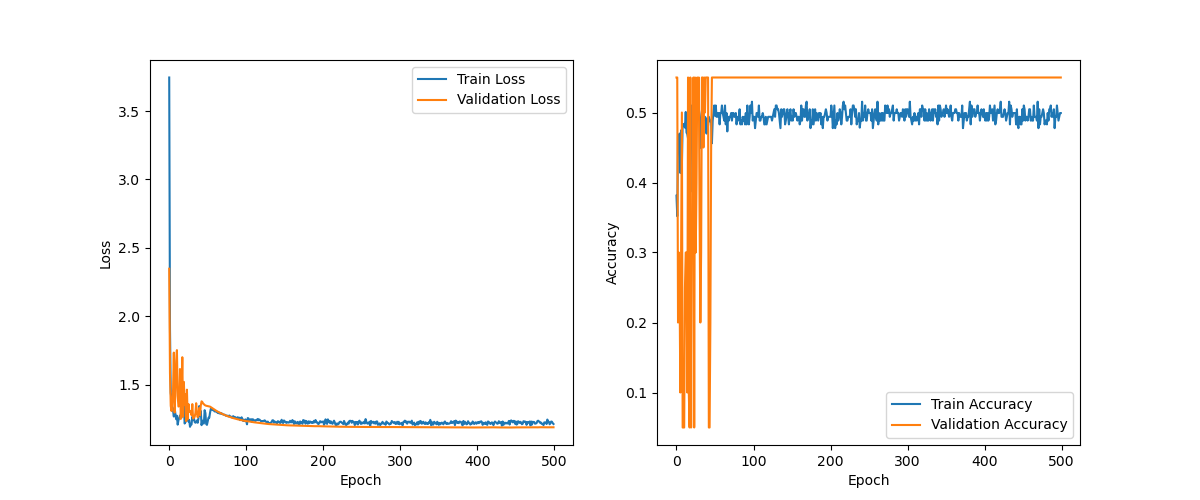 Train Loss
Validation Loss
3.5
3.0
2.5
2.0
1.5
Loss
0 100 200 300 400 500
Epoch
0.5
0.4
0.3
0.2
0.1
Accuracy
Train Accuracy
Validation Accuracy
0 100 200 300 400 500
Epoch